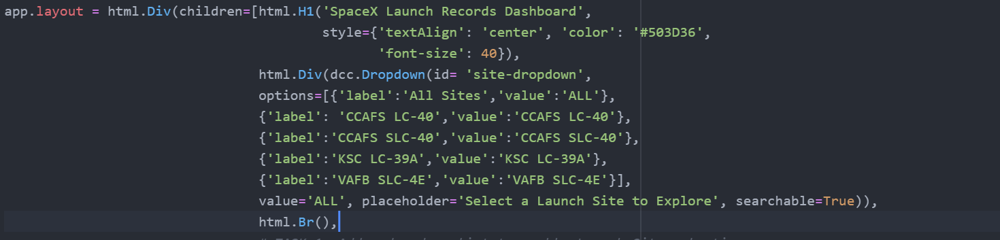 app.layout = html.Div(children=[html.H1('SpaceX Launch Records Dashboard',
style={'textAlign': 'center', 'color': '#503D36',
'font-size': 40}),
html.Div(dcc.Dropdown(id= 'site-dropdown',
options=[{'label':'All Sites','value':'ALL'},
{'label': 'CCAFS LC-40','value':'CCAFS LC-40'},
{'label':'CCAFS SLC-40','value':'CCAFS SLC-40'},
{'label':'KSC LC-39A','value':'KSC LC-39A'},
{'label':'VAFB SLC-4E','value':'VAFB SLC-4E'}],
value='ALL', placeholder='Select a Launch Site to Explore', searchable=True)),
html.Br(),